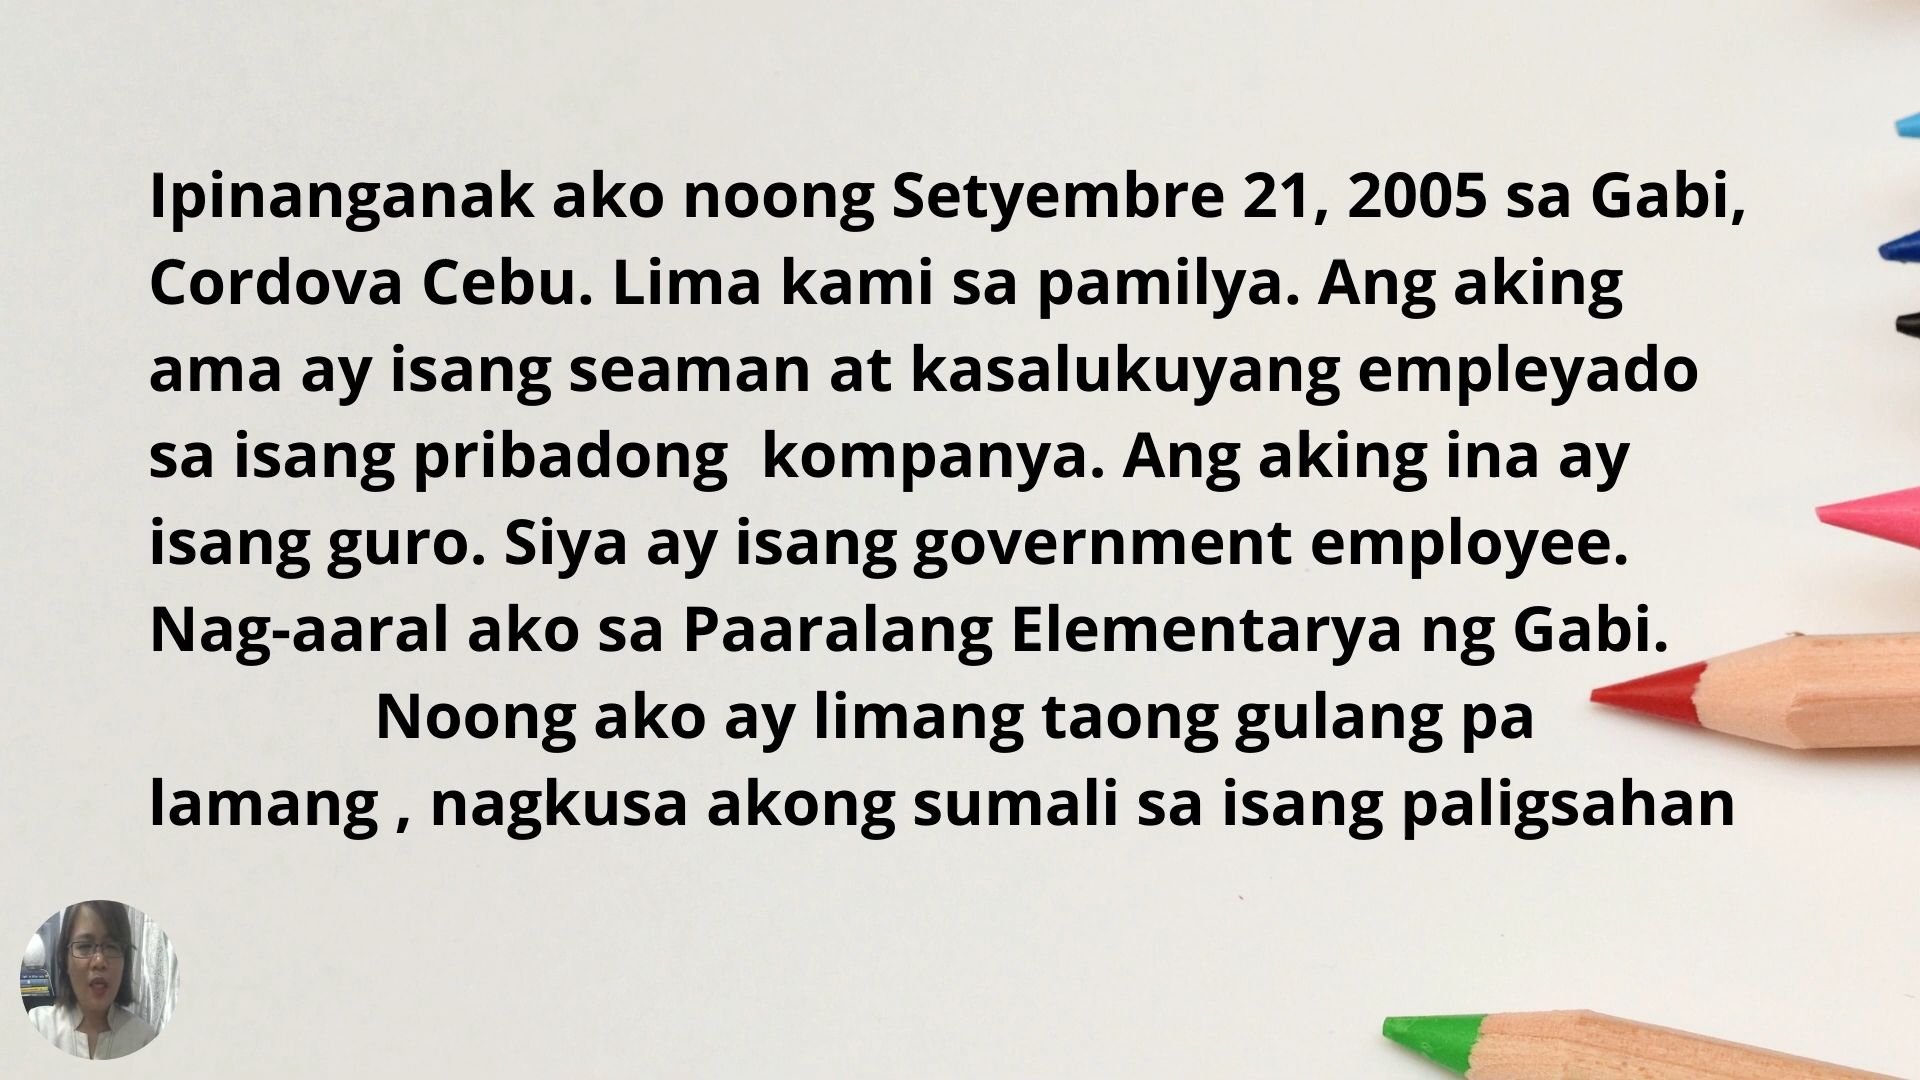 Ipinanganak ako noong Setyembre 21, 2005 sa Gabi,
Cordova Cebu. Lima kami sa pamilya. Ang aking
ama ay isang seaman at kasalukuyang empleyado
sa isang pribadong  kompanya. Ang aking ina ay
isang guro. Siya ay isang government employee.
Nag-aaral ako sa Paaralang Elementarya ng Gabi.
Noong ako ay limang taong gulang pa
lamang , nagkusa akong sumali sa isang paligsahan